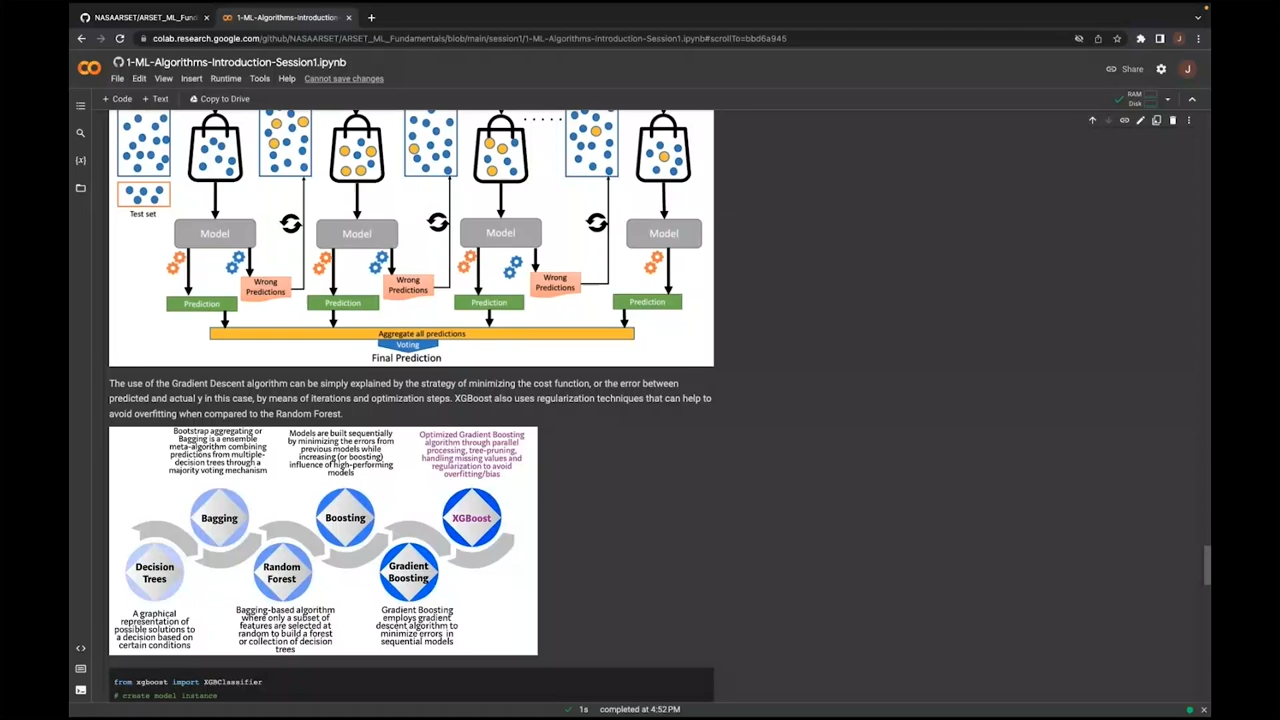 NASAARSET/ARSET_ML_Fund
1-ML-Algorithms-Introduction-
colab.research.google.com/github/NASAARSET/ARSET_ML_Fundamentals/blob/main/session1/1-ML-Algorithms-Introduction-Session1.ipynb#scrollTo=bbd6a945
J
1-ML-Algorithms-Introduction-Session1.ipynb
Share
J
File Edit View Insert Runtime Tools Help Cannot save changes
+ Code + Text Copy to Drive
RAM
Disk
Test set
Model Model Model Model
Wrong Predictions
Wrong Predictions
Wrong Predictions
Prediction Prediction Prediction Prediction
Aggregate all predictions
Voting
Final Prediction
The use of the Gradient Descent algorithm can be simply explained by the strategy of minimizing the cost function, or the error between
predicted and actual y in this case, by means of iterations and optimization steps. XGBoost also uses regularization techniques that can help to
avoid overfitting when compared to the Random Forest.
Bootstrap aggregating or
Bagging is a ensemble
meta-algorithm combining
predictions from multiple-
decision trees through a
majority voting mechanism
Models are built sequentially
by minimizing the errors from
previous models while
increasing (or boosting)
influence of high-performing
models
Optimized Gradient Boosting
algorithm through parallel
processing, tree-pruning,
handling missing values and
regularization to avoid
overfitting/bias
Bagging
Boosting
XGBoost
Decision
Trees
Random
Forest
Gradient
Boosting
A graphical
representation of
possible solutions to
a decision based on
certain conditions
Bagging-based algorithm
where only a subset of
features are selected at
random to build a forest
or collection of decision
trees
Gradient Boosting
employs gradient
descent algorithm to
minimize errors in
sequential models
from xgboost import XGBClassifier
# create model instance
1s completed at 4:52PM